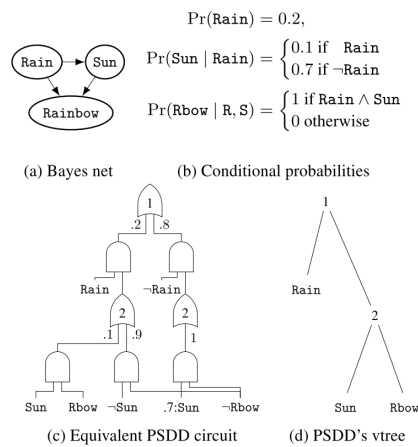 Pr(Rain) = 0.2,
Rain
Sun
Rainbow
Pr(Sun | Rain) = {0.1 if Rain
0.7 if ¬Rain
Pr(Rbow | R, S) = {1 if Rain ∧ Sun
0 otherwise
(a) Bayes net
(b) Conditional probabilities
1
.2 .8
Rain ¬Rain
2 2
.1 .9 1
Sun Rbow ¬Sun .7:Sun ¬Rbow
(c) Equivalent PSDD circuit
1
Rain
2
Sun Rbow
(d) PSDD's vtree